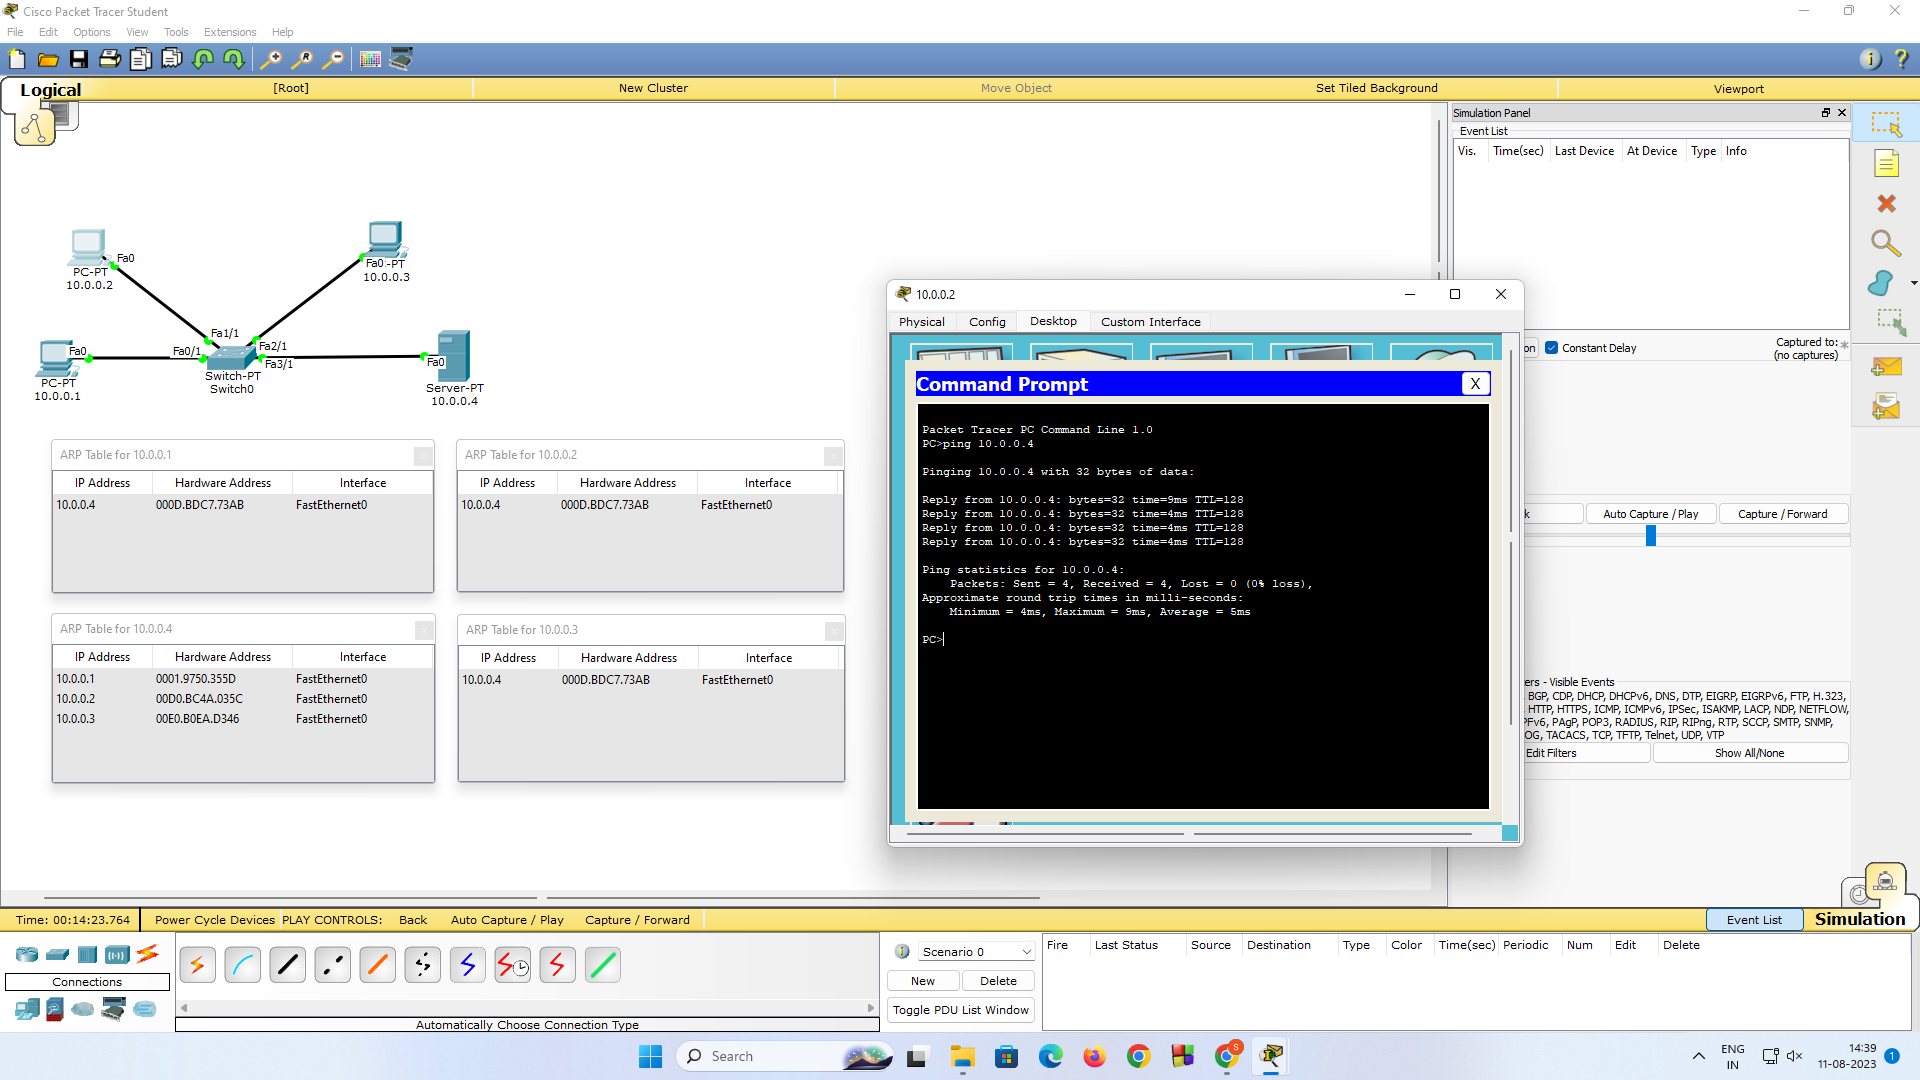 Cisco Packet Tracer Student
File Edit Options View Tools Extensions Help
Logical [Root] New Cluster Move Object Set Tiled Background Viewport
Simulation Panel
Event List
Vis. Time(sec) Last Device At Device Type Info
Fa0
PC-PT
10.0.0.2
Fa0:-PT
10.0.0.3
Fa1/1
Fa0 Fa0/1 Fa2/1
Fa3/1 Fa0
PC-PT
10.0.0.1
Switch-PT
Switch0
Server-PT
10.0.0.4
ARP Table for 10.0.0.1
IP Address Hardware Address Interface
10.0.0.4 000D.BDC7.73AB FastEthernet0
ARP Table for 10.0.0.2
IP Address Hardware Address Interface
10.0.0.4 000D.BDC7.73AB FastEthernet0
ARP Table for 10.0.0.4
IP Address Hardware Address Interface
10.0.0.1 0001.9750.355D FastEthernet0
10.0.0.2 00D0.BC4A.035C FastEthernet0
10.0.0.3 00E0.B0EA.D346 FastEthernet0
ARP Table for 10.0.0.3
IP Address Hardware Address Interface
10.0.0.4 000D.BDC7.73AB FastEthernet0
10.0.0.2
Physical Config Desktop Custom Interface
Command Prompt X
Packet Tracer PC Command Line 1.0
PC>ping 10.0.0.4
Pinging 10.0.0.4 with 32 bytes of data:
Reply from 10.0.0.4: bytes=32 time=9ms TTL=128
Reply from 10.0.0.4: bytes=32 time=4ms TTL=128
Reply from 10.0.0.4: bytes=32 time=4ms TTL=128
Reply from 10.0.0.4: bytes=32 time=4ms TTL=128
Ping statistics for 10.0.0.4:
Packets: Sent = 4, Received = 4, Lost = 0 (0% loss),
Approximate round trip times in milli-seconds:
Minimum = 4ms, Maximum = 9ms, Average = 5ms
PC>
on Constant Delay Captured to: *
(no captures)
k Auto Capture / Play Capture / Forward
ers - Visible Events
BGP, CDP, DHCP, DHCPv6, DNS, DTP, EIGRP, EIGRPv6, FTP, H.323,
HTTP, HTTPS, ICMP, ICMPv6, IPSec, ISAKMP, LACP, NDP, NETFLOW,
PFv6, PAgP, POP3, RADIUS, RIP, RIPng, RTP, SCCP, SMTP, SNMP,
OG, TACACS, TCP, TFTP, Telnet, UDP, VTP
Edit Filters Show All/None
Time: 00:14:23.764 Power Cycle Devices PLAY CONTROLS: Back Auto Capture / Play Capture / Forward Event List Simulation
Connections
Automatically Choose Connection Type
Scenario 0
New Delete
Toggle PDU List Window
Fire Last Status Source Destination Type Color Time(sec) Periodic Num Edit Delete
Search
S
ENG
IN
14:39
11-08-2023
1